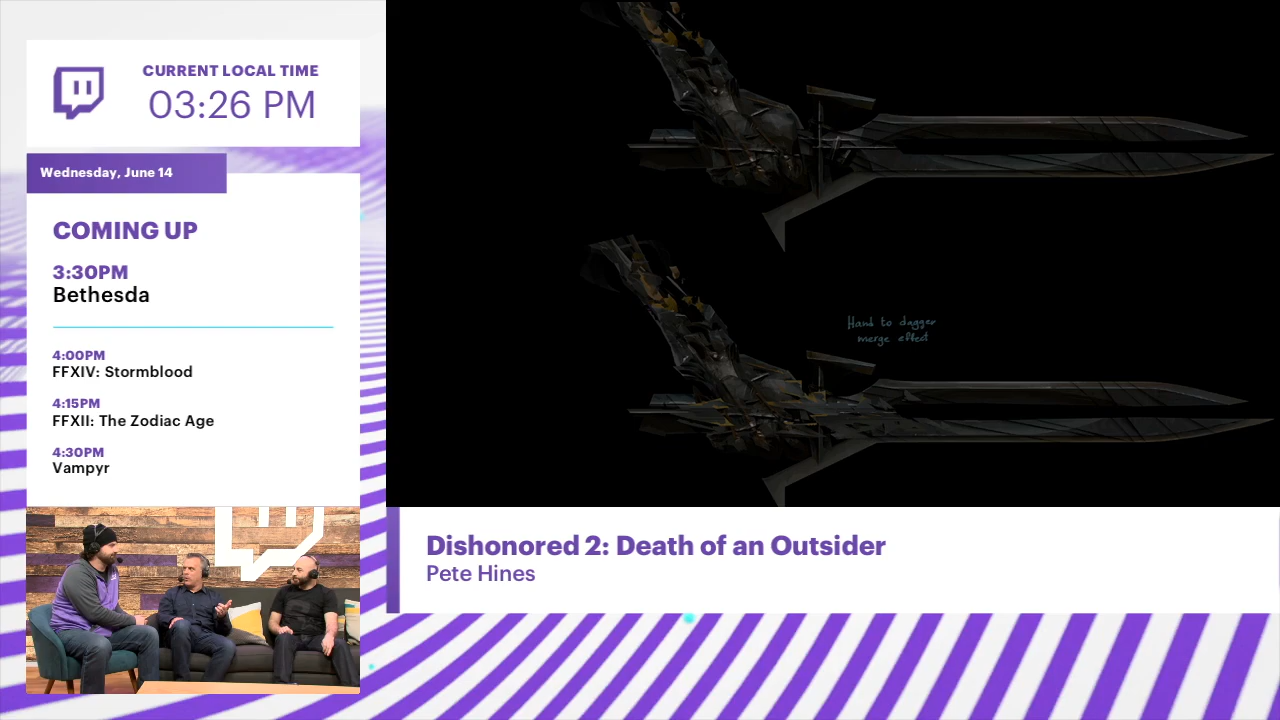 CURRENT LOCAL TIME
03:26 PM
Wednesday, June 14
COMING UP
3:30PM
Bethesda
4:00PM
FFXIV: Stormblood
4:15PM
FFXII: The Zodiac Age
4:30PM
Vampyr
Hand to dagger
merge effect
Dishonored 2: Death of an Outsider
Pete Hines